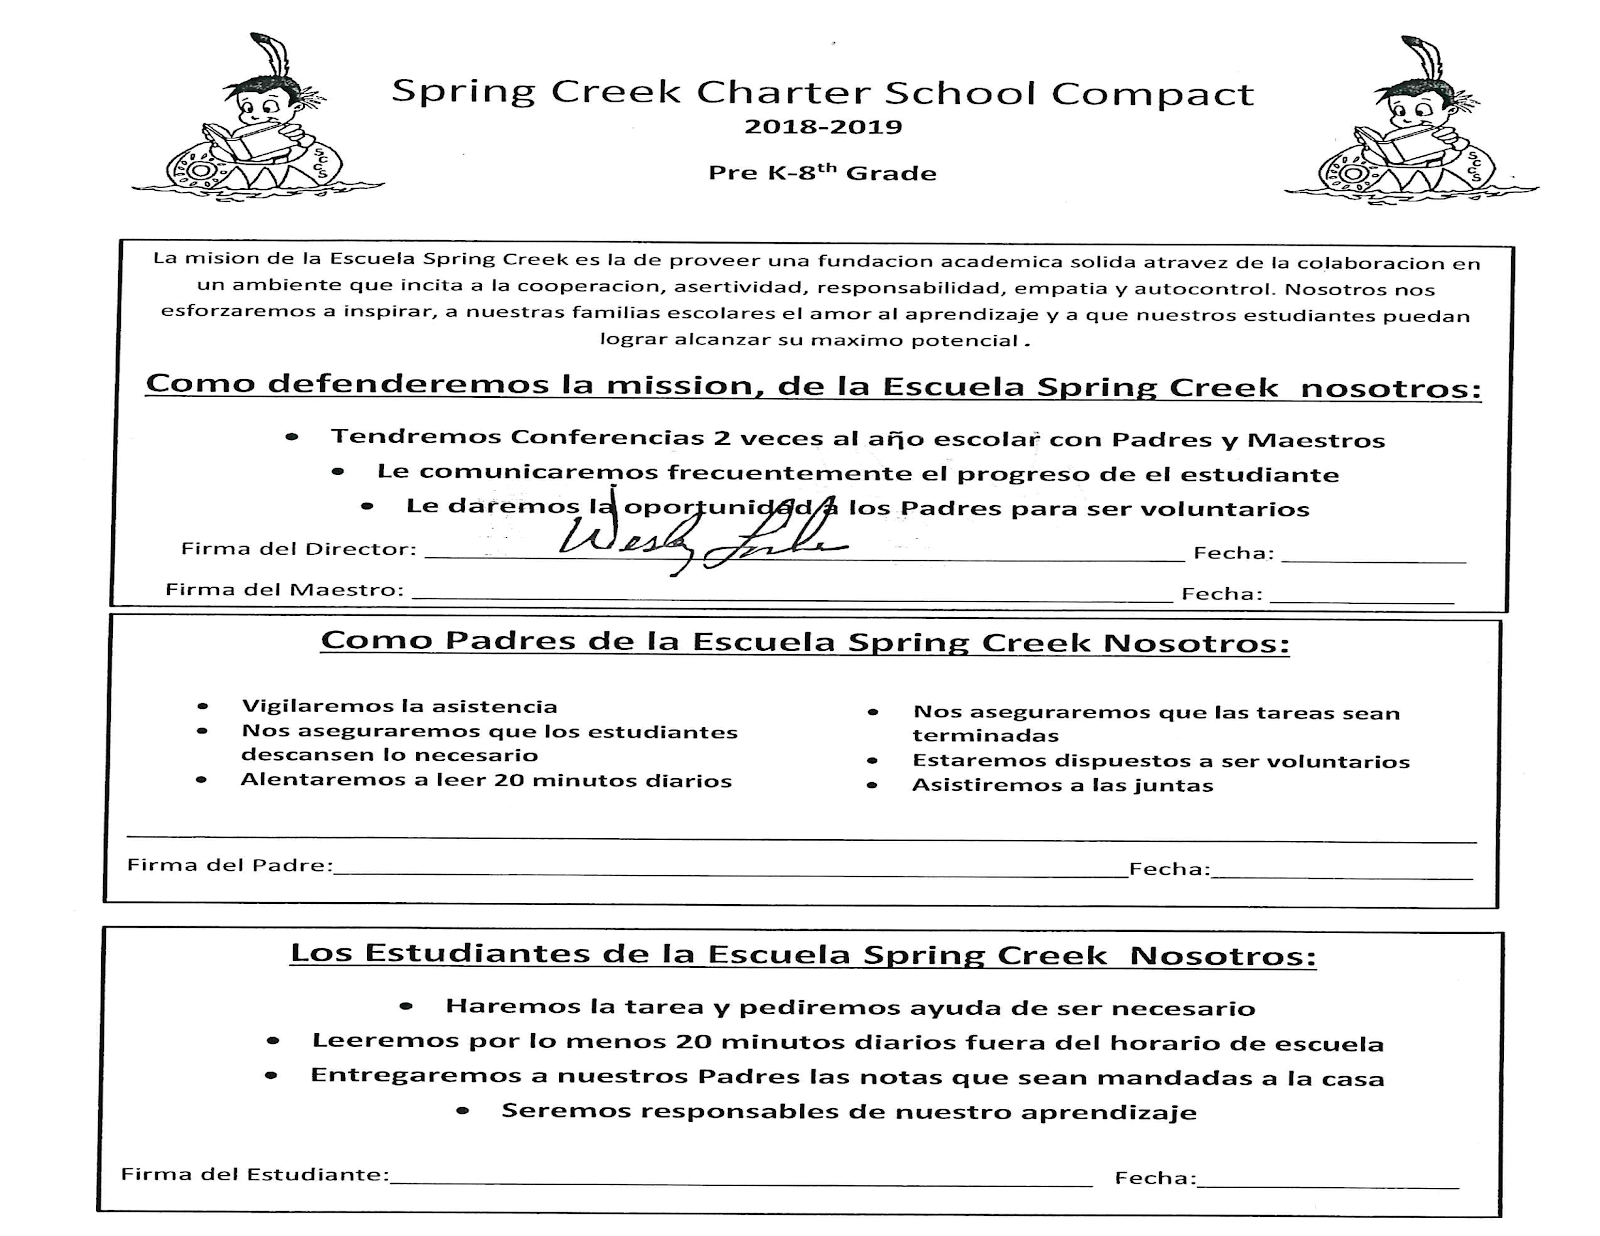 Spring Creek Charter School Compact
2018-2019
Pre K-8th Grade
SCCS
SCCS
La mision de la Escuela Spring Creek es la de proveer una fundacion academica solida atravez de la colaboracion en
un ambiente que incita a la cooperacion, asertividad, responsabilidad, empatia y autocontrol. Nosotros nos
esforzaremos a inspirar, a nuestras familias escolares el amor al aprendizaje y a que nuestros estudiantes puedan
lograr alcanzar su maximo potencial.
Como defenderemos la mission, de la Escuela Spring Creek nosotros:
• Tendremos Conferencias 2 veces al año escolar con Padres y Maestros
• Le comunicaremos frecuentemente el progreso de el estudiante
• Le daremos la oportunidad a los Padres para ser voluntarios
Firma del Director: Wesley Fecha:
Firma del Maestro: Fecha:
Como Padres de la Escuela Spring Creek Nosotros:
• Vigilaremos la asistencia
• Nos aseguraremos que los estudiantes
descansen lo necesario
• Alentaremos a leer 20 minutos diarios
• Nos aseguraremos que las tareas sean
terminadas
• Estaremos dispuestos a ser voluntarios
• Asistiremos a las juntas
Firma del Padre: Fecha:
Los Estudiantes de la Escuela Spring Creek Nosotros:
• Haremos la tarea y pediremos ayuda de ser necesario
• Leeremos por lo menos 20 minutos diarios fuera del horario de escuela
• Entregaremos a nuestros Padres las notas que sean mandadas a la casa
• Seremos responsables de nuestro aprendizaje
Firma del Estudiante: Fecha: